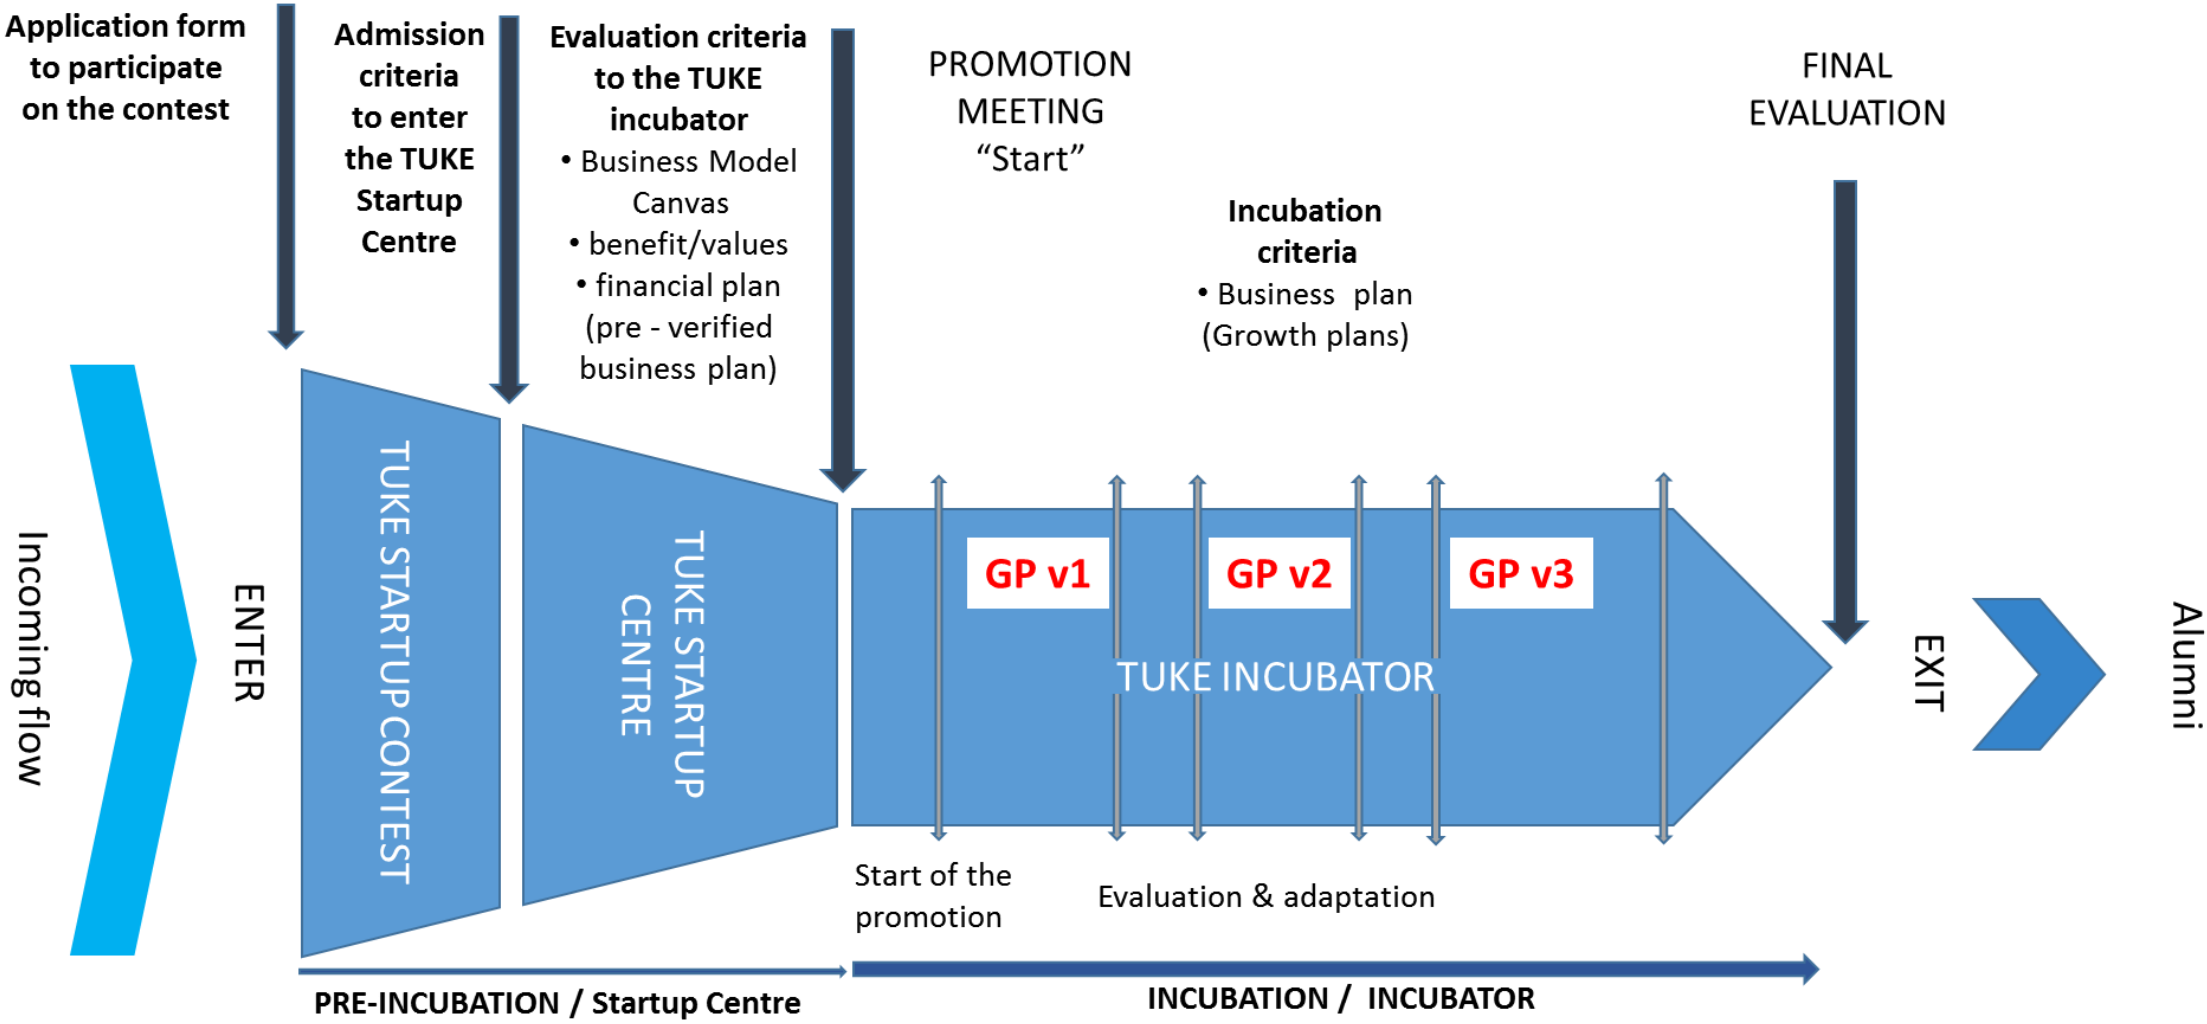 Application form
to participate
on the contest
Admission
criteria
to enter
the TUKE
Startup
Centre
Evaluation criteria
to the TUKE
incubator
• Business Model
Canvas
• benefit/values
• financial plan
(pre - verified
business plan)
PROMOTION
MEETING
“Start”
Incubation
criteria
• Business plan
(Growth plans)
FINAL
EVALUATION
Incoming flow
ENTER
TUKE STARTUP CONTEST
TUKE STARTUP
CENTRE
GP v1
GP v2
GP v3
TUKE INCUBATOR
EXIT
Alumni
Start of the
promotion
Evaluation & adaptation
PRE-INCUBATION / Startup Centre
INCUBATION / INCUBATOR